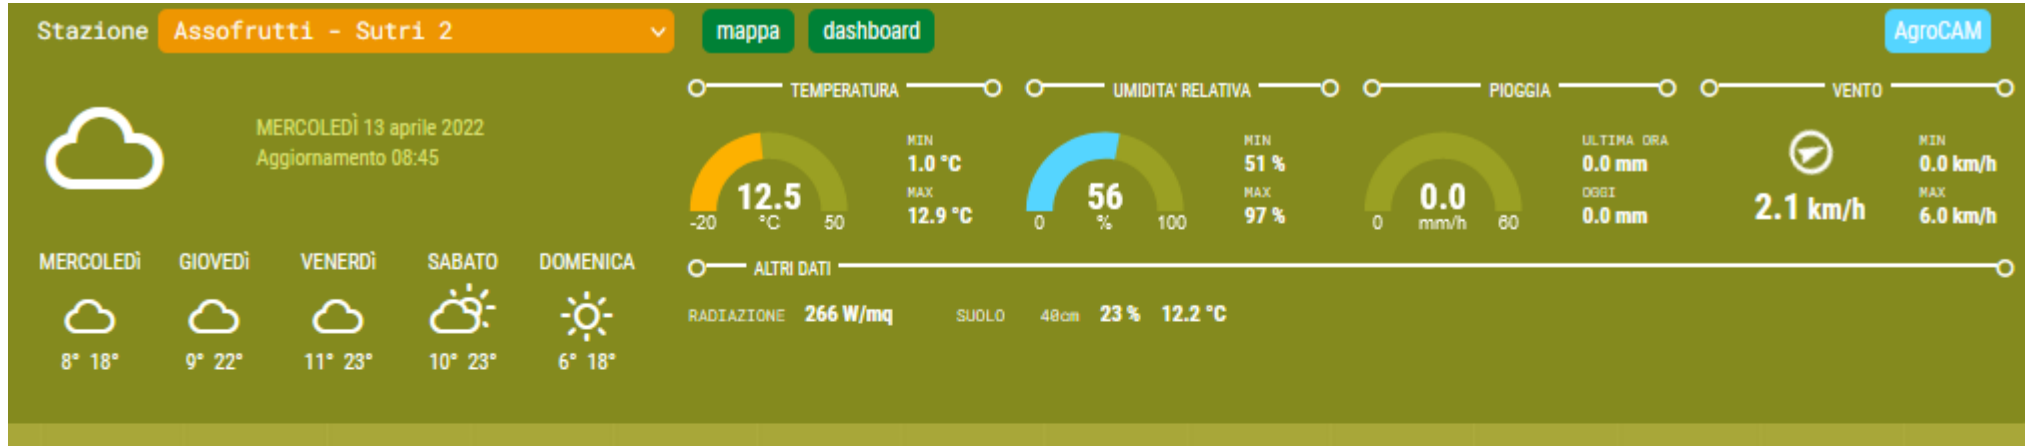 Stazione Assofrutti - Sutri 2 mappa dashboard AgroCAM
MERCOLEDÌ 13 aprile 2022
Aggiornamento 08:45
MERCOLEDì GIOVEDì VENERDì SABATO DOMENICA
8° 18° 9° 22° 11° 23° 10° 23° 6° 18°
TEMPERATURA
12.5
-20 °C 50
MIN
1.0 °C
MAX
12.9 °C
UMIDITA' RELATIVA
56
0 % 100
MIN
51 %
MAX
97 %
PIOGGIA
0.0
0 mm/h 60
ULTIMA ORA
0.0 mm
OGGI
0.0 mm
VENTO
2.1 km/h
MIN
0.0 km/h
MAX
6.0 km/h
ALTRI DATI
RADIAZIONE 266 W/mq SUOLO 40cm 23 % 12.2 °C